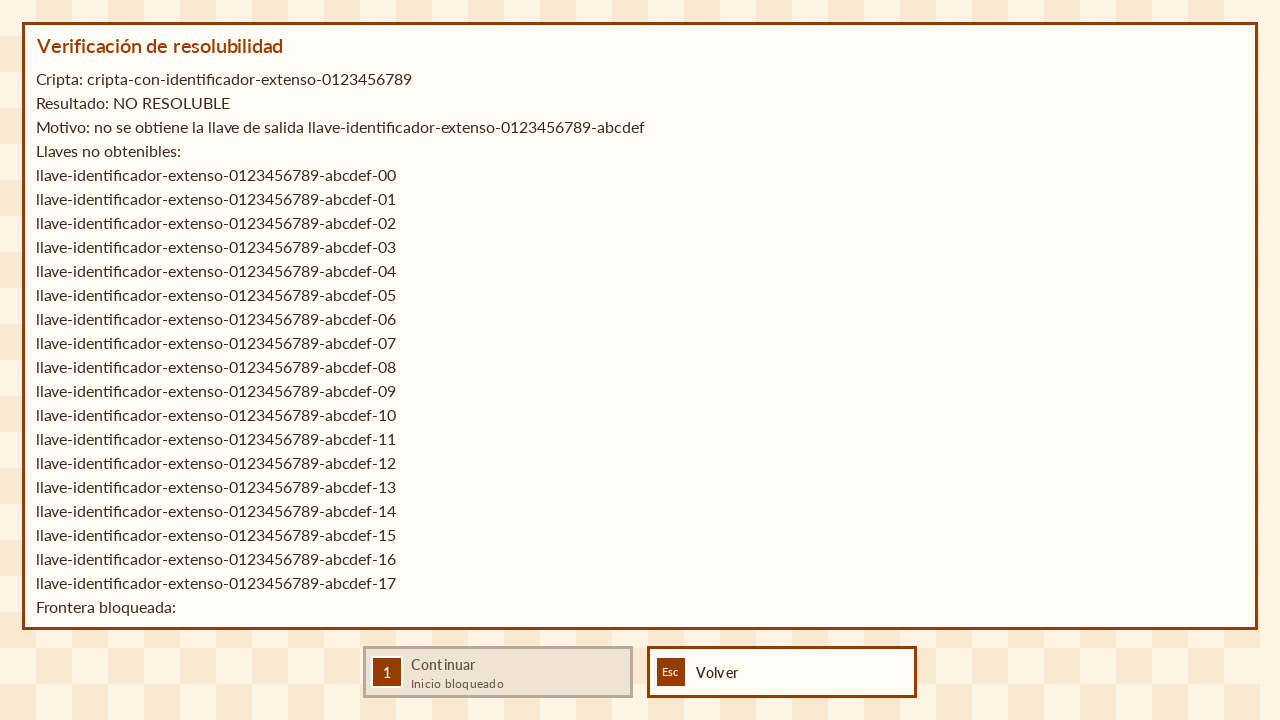 Verificación de resolubilidad
Cripta: cripta-con-identificador-extenso-0123456789
Resultado: NO RESOLUBLE
Motivo: no se obtiene la llave de salida llave-identificador-extenso-0123456789-abcdef
Llaves no obtenibles:
llave-identificador-extenso-0123456789-abcdef-00
llave-identificador-extenso-0123456789-abcdef-01
llave-identificador-extenso-0123456789-abcdef-02
llave-identificador-extenso-0123456789-abcdef-03
llave-identificador-extenso-0123456789-abcdef-04
llave-identificador-extenso-0123456789-abcdef-05
llave-identificador-extenso-0123456789-abcdef-06
llave-identificador-extenso-0123456789-abcdef-07
llave-identificador-extenso-0123456789-abcdef-08
llave-identificador-extenso-0123456789-abcdef-09
llave-identificador-extenso-0123456789-abcdef-10
llave-identificador-extenso-0123456789-abcdef-11
llave-identificador-extenso-0123456789-abcdef-12
llave-identificador-extenso-0123456789-abcdef-13
llave-identificador-extenso-0123456789-abcdef-14
llave-identificador-extenso-0123456789-abcdef-15
llave-identificador-extenso-0123456789-abcdef-16
llave-identificador-extenso-0123456789-abcdef-17
Frontera bloqueada:
1 Continuar
Inicio bloqueado
Esc Volver